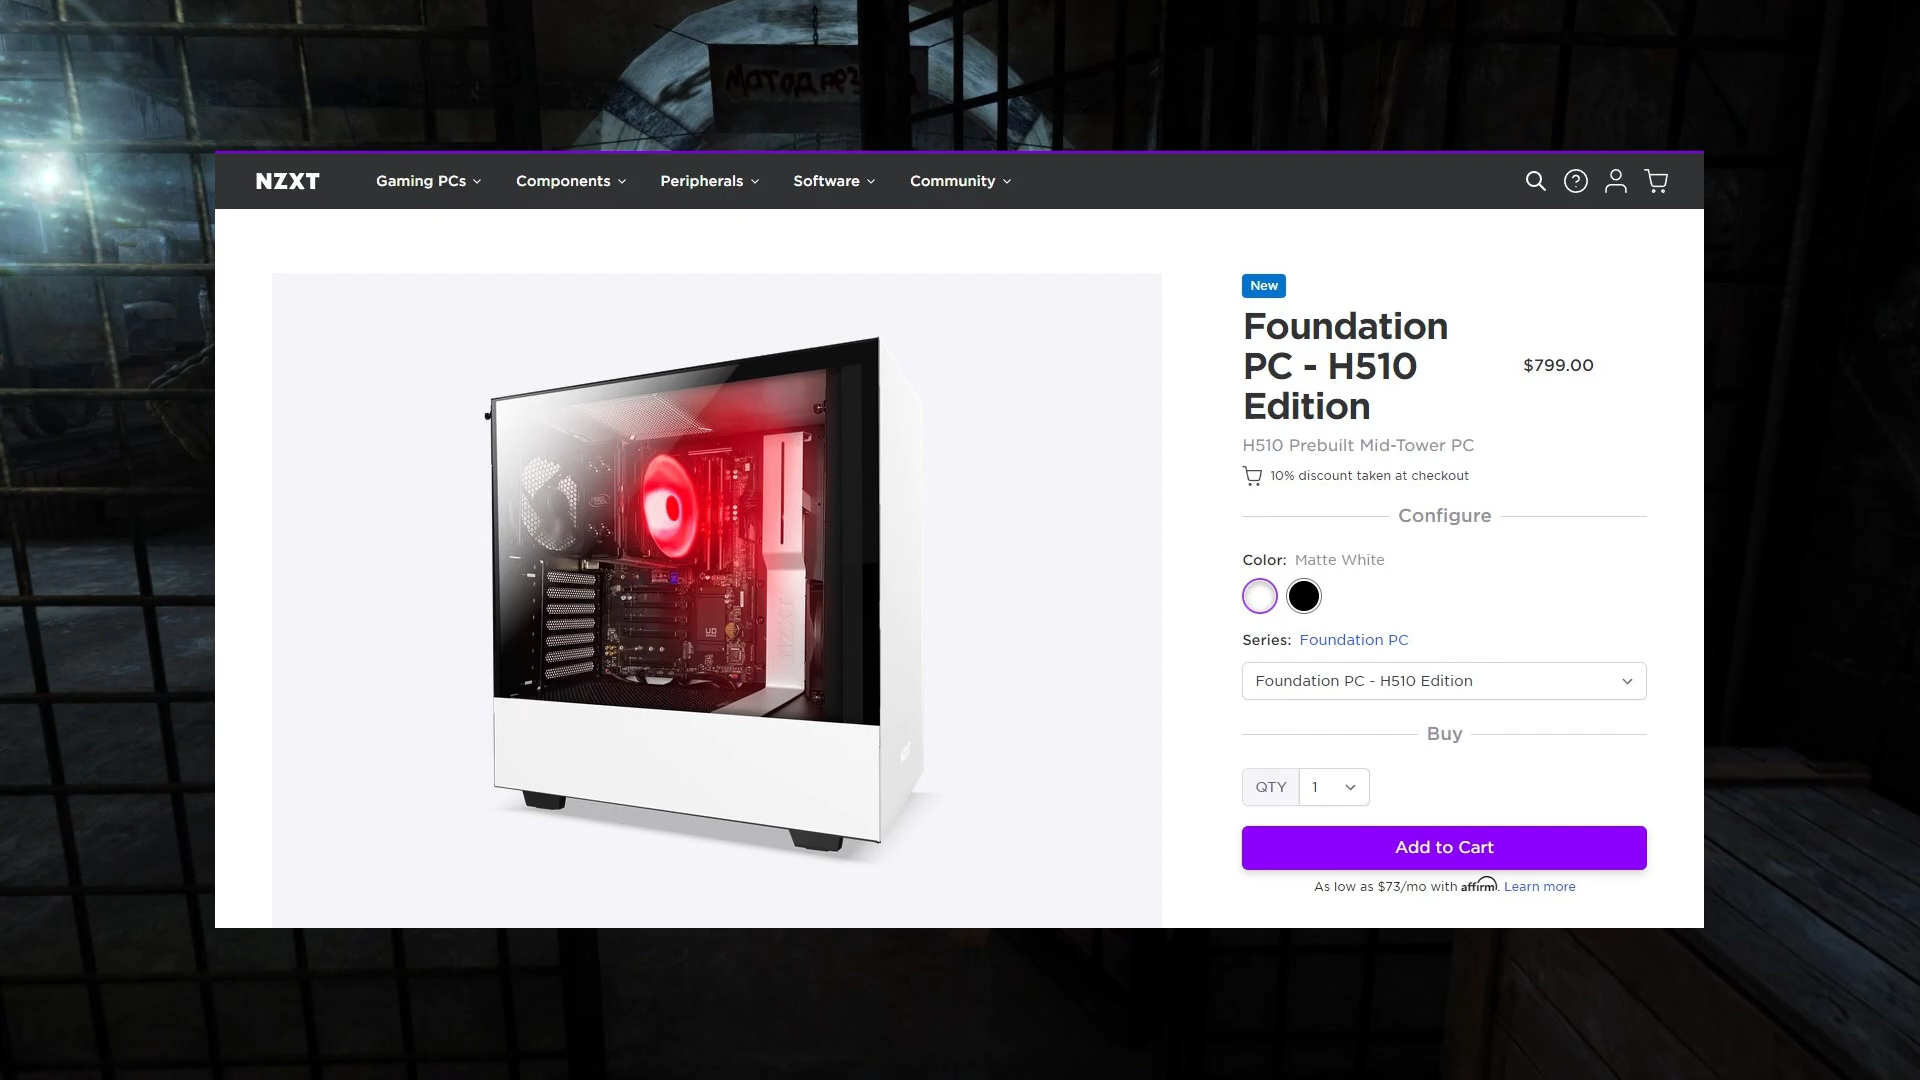 NZXT
Gaming PCs
Components
Peripherals
Software
Community
New
Foundation
PC - H510
Edition
$799.00
H510 Prebuilt Mid-Tower PC
10% discount taken at checkout
Configure
Color: Matte White
Series: Foundation PC
Foundation PC - H510 Edition
Buy
QTY 1
Add to Cart
As low as $73/mo with affirm. Learn more